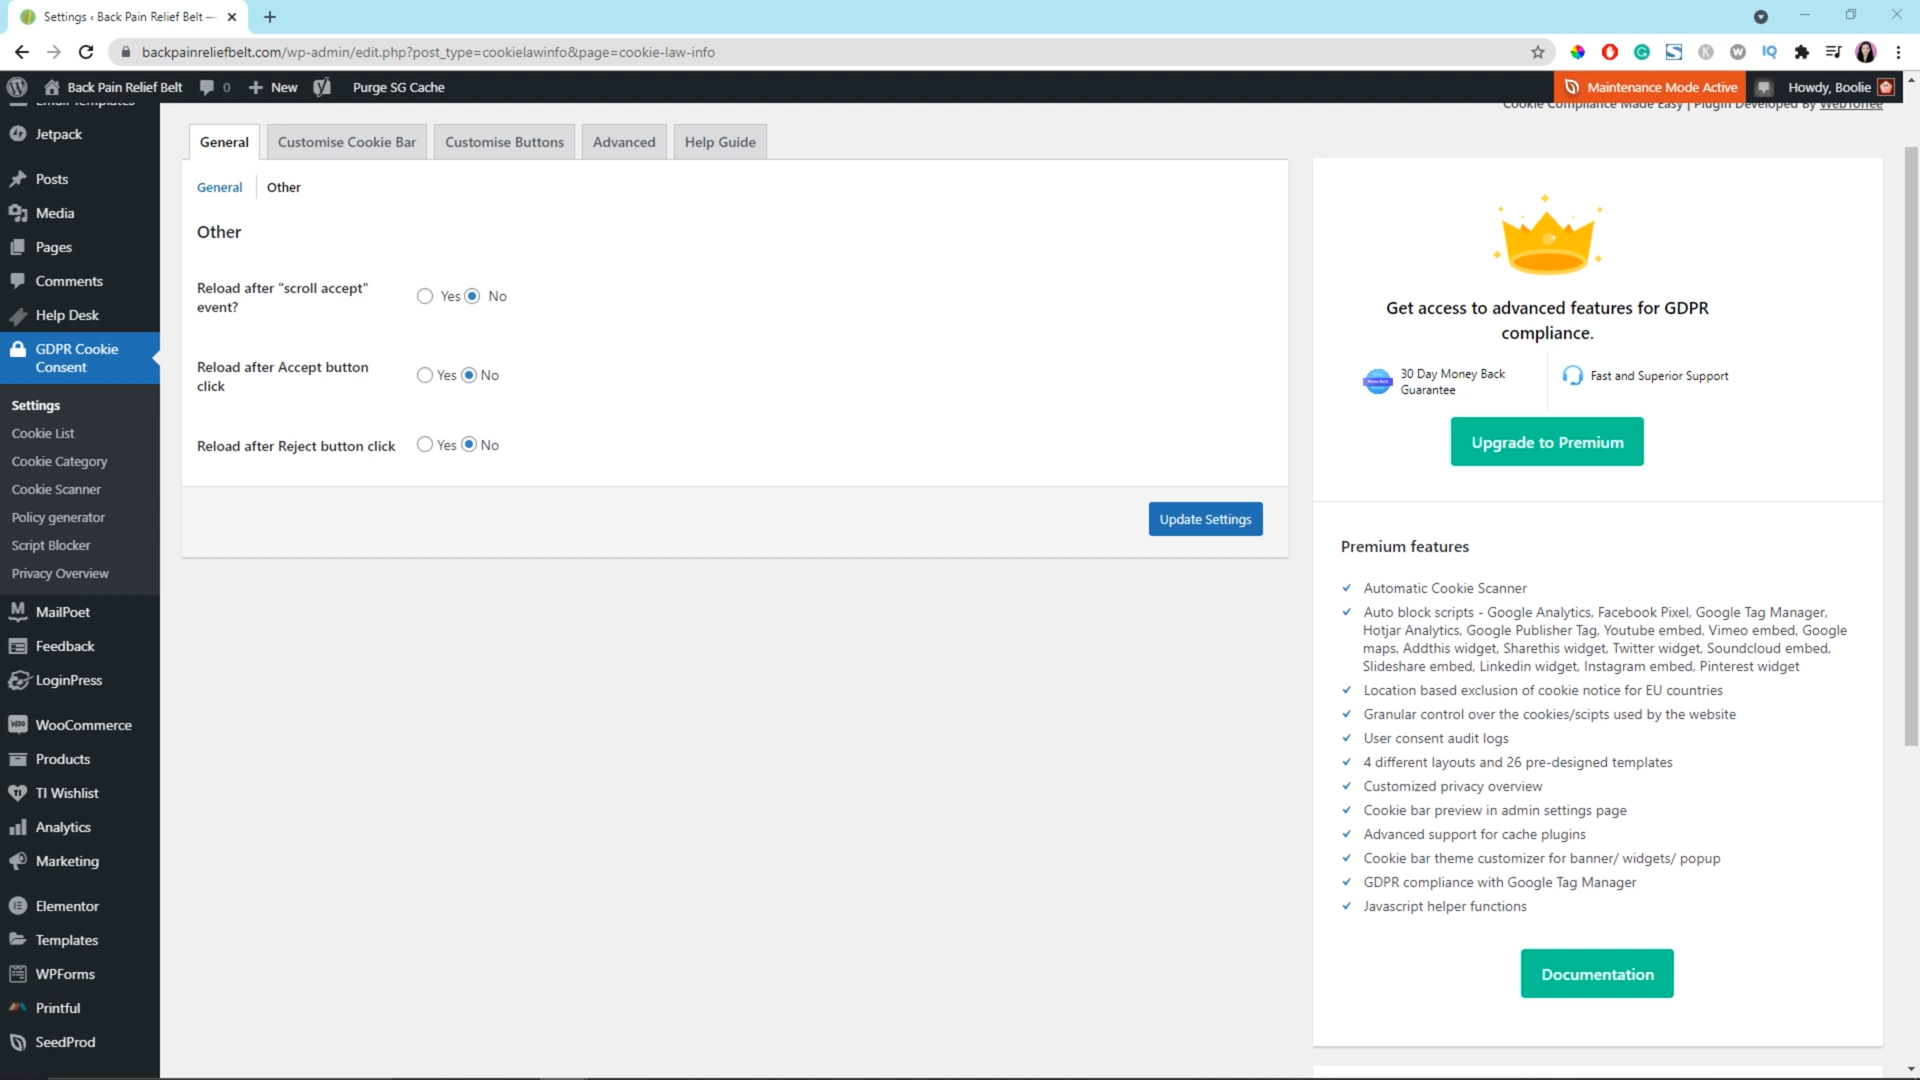 Settings ‹ Back Pain Relief Belt —
backpainreliefbelt.com/wp-admin/edit.php?post_type=cookielawinfo&page=cookie-law-info
Back Pain Relief Belt
0
New
Purge SG Cache
Maintenance Mode Active
Howdy, Boolie
Email Templates
Cookie Compliance Made Easy | Plugin Developed By WebToffee
Jetpack
Posts
Media
Pages
Comments
Help Desk
GDPR Cookie
Consent
Settings
Cookie List
Cookie Category
Cookie Scanner
Policy generator
Script Blocker
Privacy Overview
MailPoet
Feedback
LoginPress
WooCommerce
Products
TI Wishlist
Analytics
Marketing
Elementor
Templates
WPForms
Printful
SeedProd
General
Customise Cookie Bar
Customise Buttons
Advanced
Help Guide
General
Other
Other
Reload after "scroll accept"
event?
Yes No
Reload after Accept button
click
Yes No
Reload after Reject button click
Yes No
Update Settings
Get access to advanced features for GDPR
compliance.
30 Day Money Back
Guarantee
Fast and Superior Support
Upgrade to Premium
Premium features
Automatic Cookie Scanner
Auto block scripts - Google Analytics, Facebook Pixel, Google Tag Manager,
Hotjar Analytics, Google Publisher Tag, Youtube embed, Vimeo embed, Google
maps, Addthis widget, Sharethis widget, Twitter widget, Soundcloud embed,
Slideshare embed, Linkedin widget, Instagram embed, Pinterest widget
Location based exclusion of cookie notice for EU countries
Granular control over the cookies/scipts used by the website
User consent audit logs
4 different layouts and 26 pre-designed templates
Customized privacy overview
Cookie bar preview in admin settings page
Advanced support for cache plugins
Cookie bar theme customizer for banner/ widgets/ popup
GDPR compliance with Google Tag Manager
Javascript helper functions
Documentation